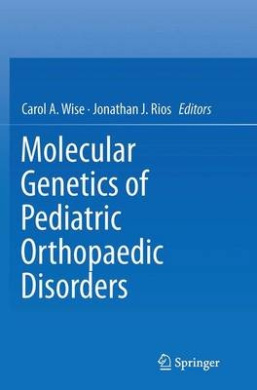 Carol A. Wise · Jonathan J. Rios Editors
Molecular
Genetics of
Pediatric
Orthopaedic
Disorders
Springer